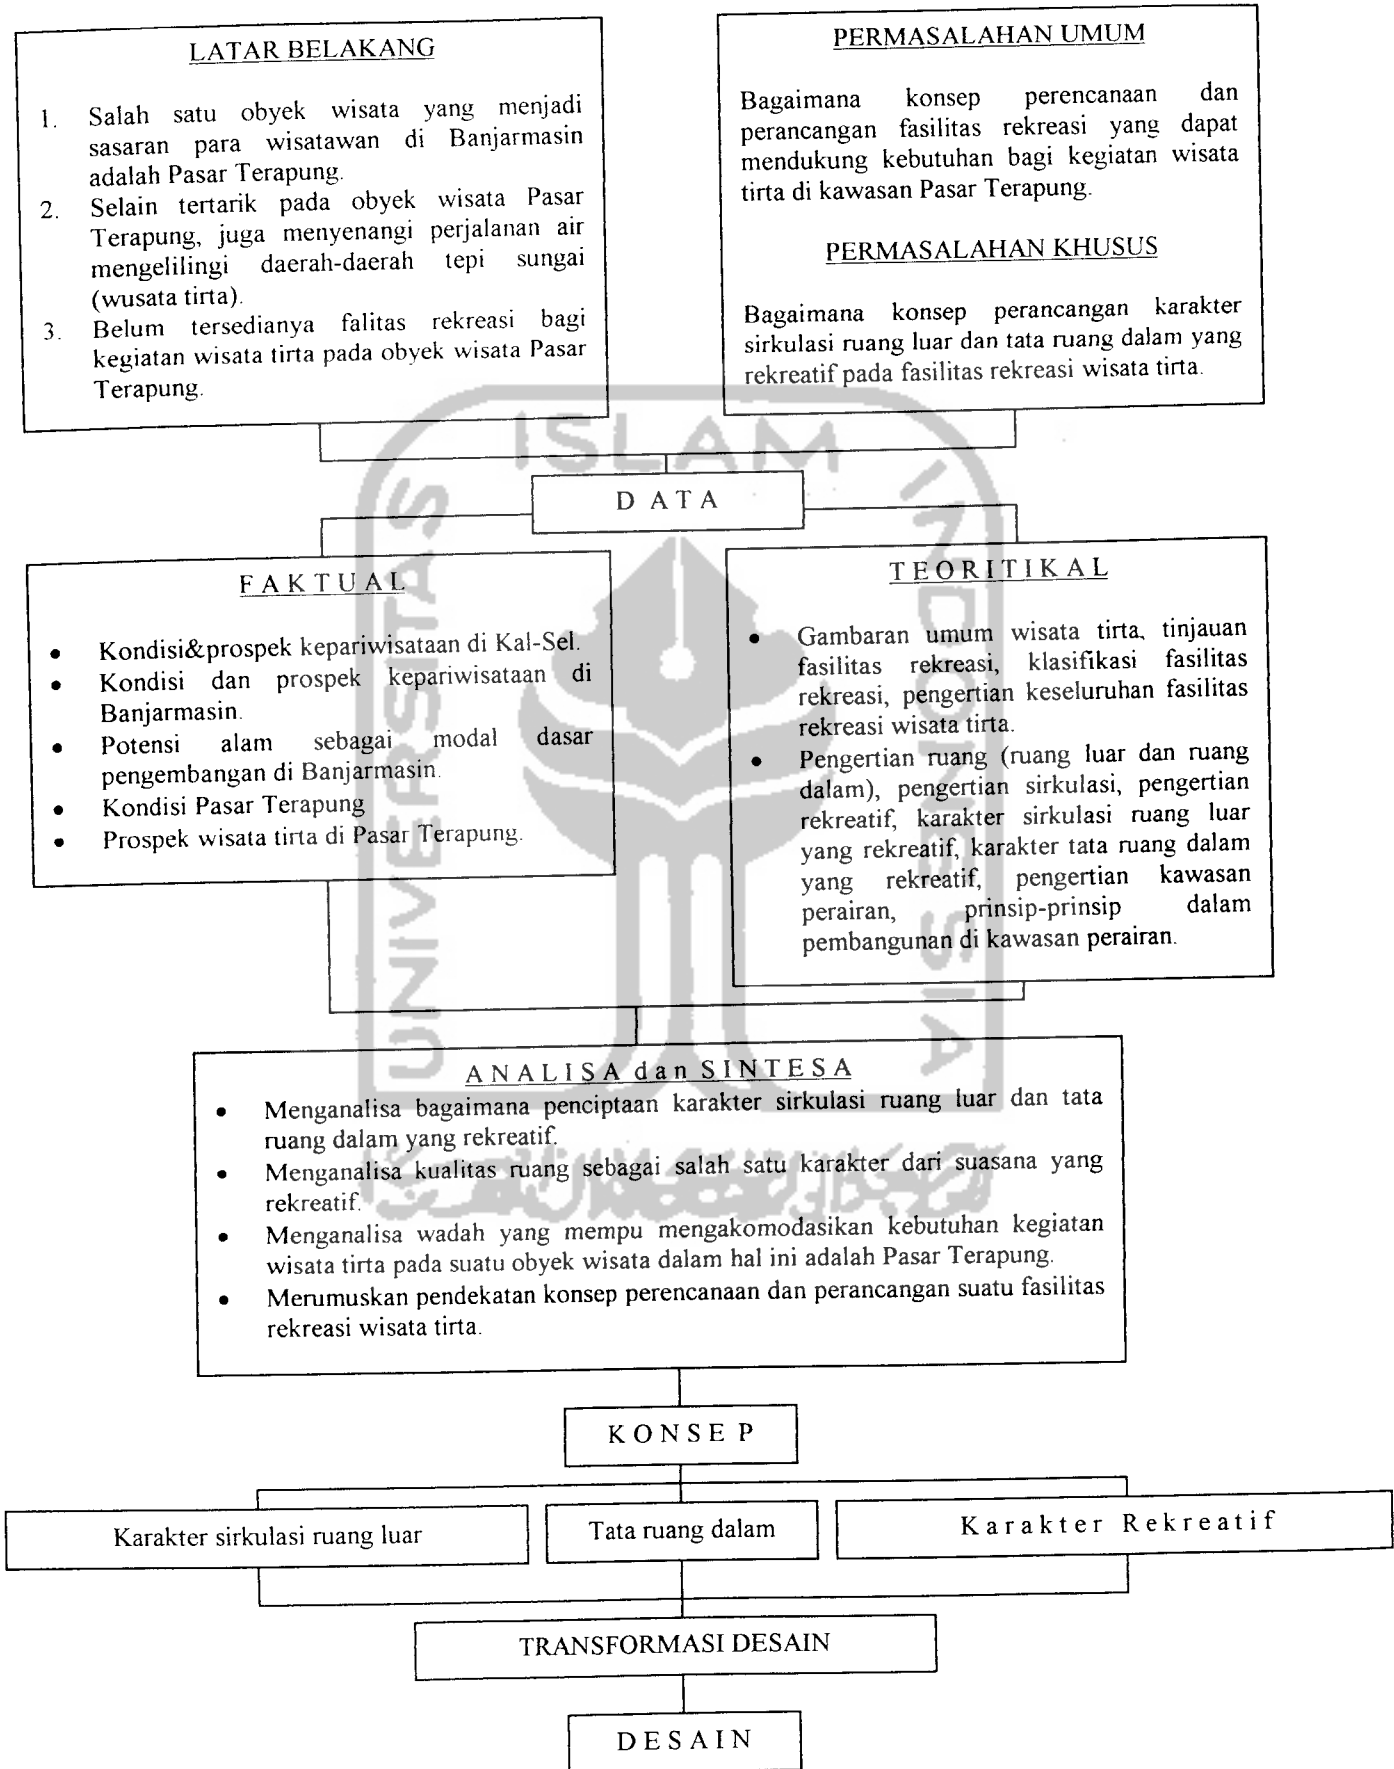 LATAR BELAKANG
1. Salah satu obyek wisata yang menjadi
sasaran para wisatawan di Banjarmasin
adalah Pasar Terapung.
2. Selain tertarik pada obyek wisata Pasar
Terapung, juga menyenangi perjalanan air
mengelilingi daerah-daerah tepi sungai
(wusata tirta).
3. Belum tersedianya falitas rekreasi bagi
kegiatan wisata tirta pada obyek wisata Pasar
Terapung.
PERMASALAHAN UMUM
Bagaimana konsep perencanaan dan
perancangan fasilitas rekreasi yang dapat
mendukung kebutuhan bagi kegiatan wisata
tirta di kawasan Pasar Terapung.
PERMASALAHAN KHUSUS
Bagaimana konsep perancangan karakter
sirkulasi ruang luar dan tata ruang dalam yang
rekreatif pada fasilitas rekreasi wisata tirta.
D A T A
F A K T U A L
• Kondisi&prospek kepariwisataan di Kal-Sel.
• Kondisi dan prospek kepariwisataan di
Banjarmasin.
• Potensi alam sebagai modal dasar
pengembangan di Banjarmasin.
• Kondisi Pasar Terapung
• Prospek wisata tirta di Pasar Terapung.
T E O R I T I K A L
• Gambaran umum wisata tirta, tinjauan
fasilitas rekreasi, klasifikasi fasilitas
rekreasi, pengertian keseluruhan fasilitas
rekreasi wisata tirta.
• Pengertian ruang (ruang luar dan ruang
dalam), pengertian sirkulasi, pengertian
rekreatif, karakter sirkulasi ruang luar
yang rekreatif, karakter tata ruang dalam
yang rekreatif, pengertian kawasan
perairan, prinsip-prinsip dalam
pembangunan di kawasan perairan.
A N A L I S A d a n S I N T E S A
• Menganalisa bagaimana penciptaan karakter sirkulasi ruang luar dan tata
ruang dalam yang rekreatif.
• Menganalisa kualitas ruang sebagai salah satu karakter dari suasana yang
rekreatif.
• Menganalisa wadah yang mempu mengakomodasikan kebutuhan kegiatan
wisata tirta pada suatu obyek wisata dalam hal ini adalah Pasar Terapung.
• Merumuskan pendekatan konsep perencanaan dan perancangan suatu fasilitas
rekreasi wisata tirta.
K O N S E P
Karakter sirkulasi ruang luar
Tata ruang dalam
K a r a k t e r R e k r e a t i f
TRANSFORMASI DESAIN
D E S A I N
UNIVERSITAS
ISLAM
INDONESIA